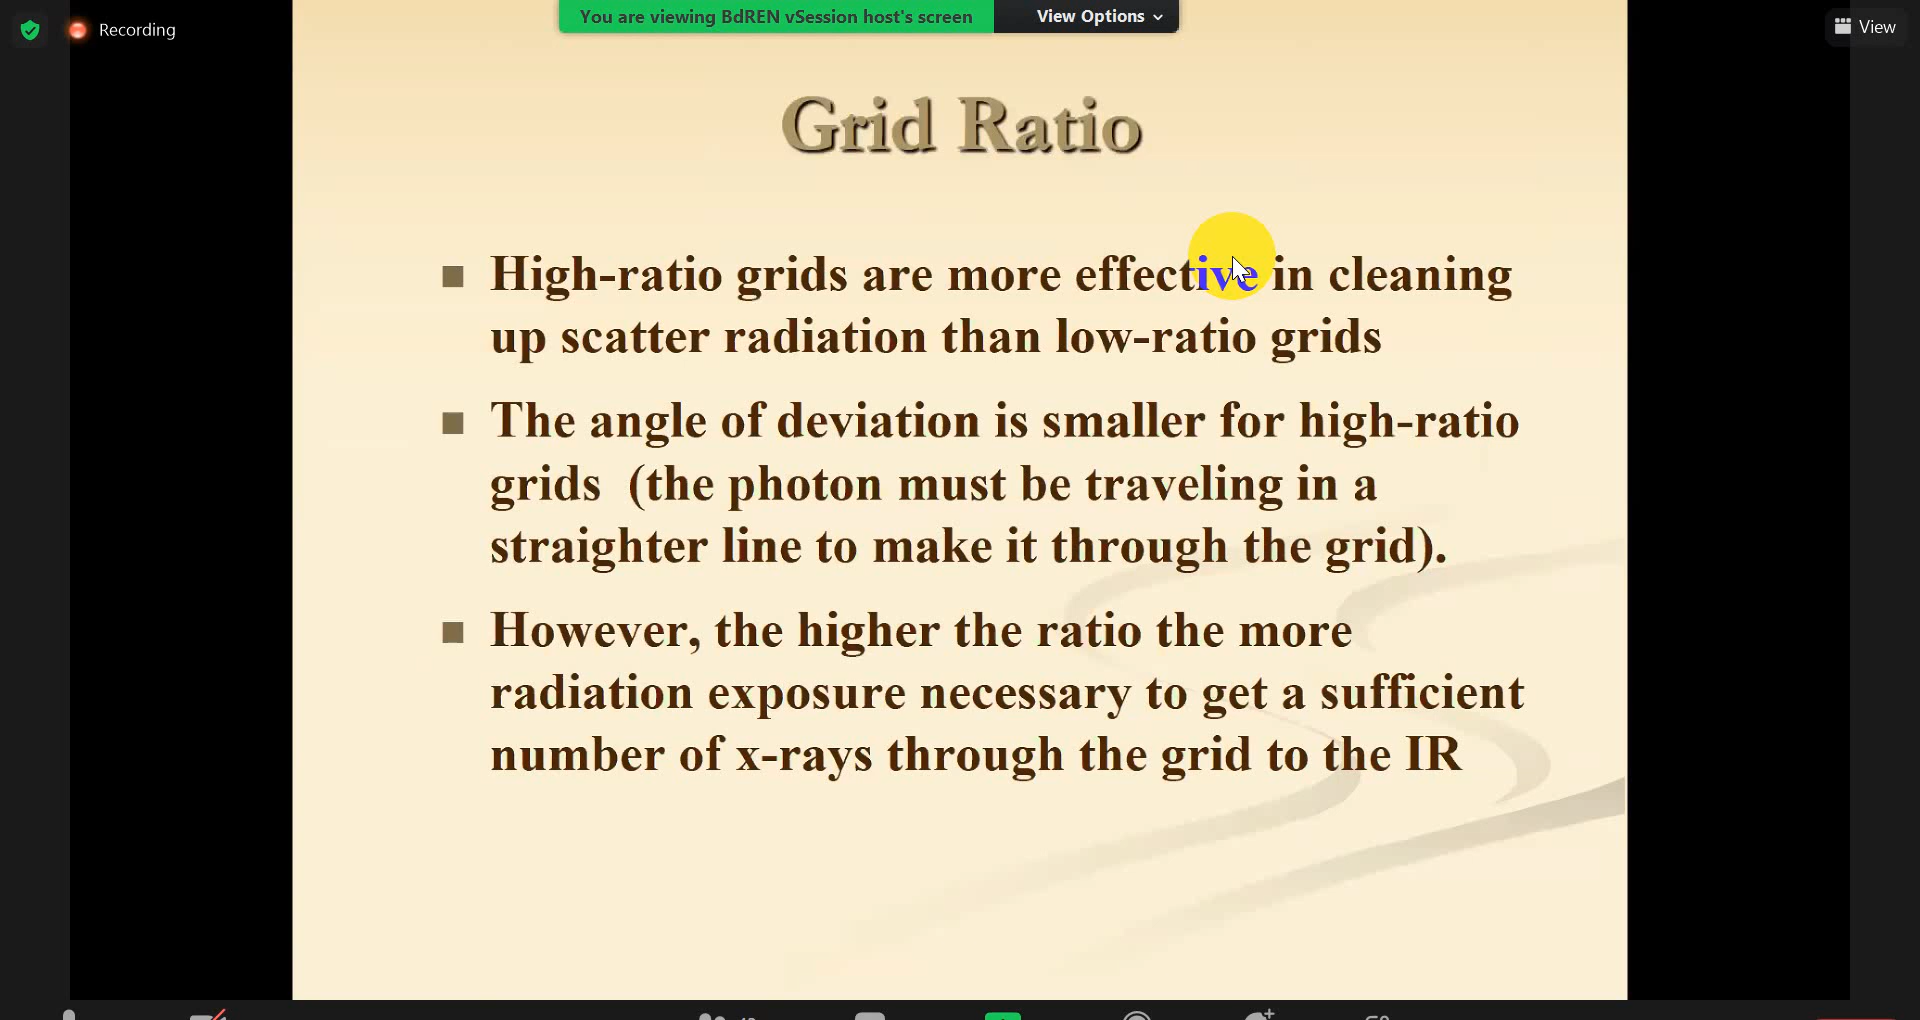 Recording
You are viewing BdREN vSession host's screen
View Options
View
Grid Ratio
High-ratio grids are more effective in cleaning
up scatter radiation than low-ratio grids
The angle of deviation is smaller for high-ratio
grids (the photon must be traveling in a
straighter line to make it through the grid).
However, the higher the ratio the more
radiation exposure necessary to get a sufficient
number of x-rays through the grid to the IR